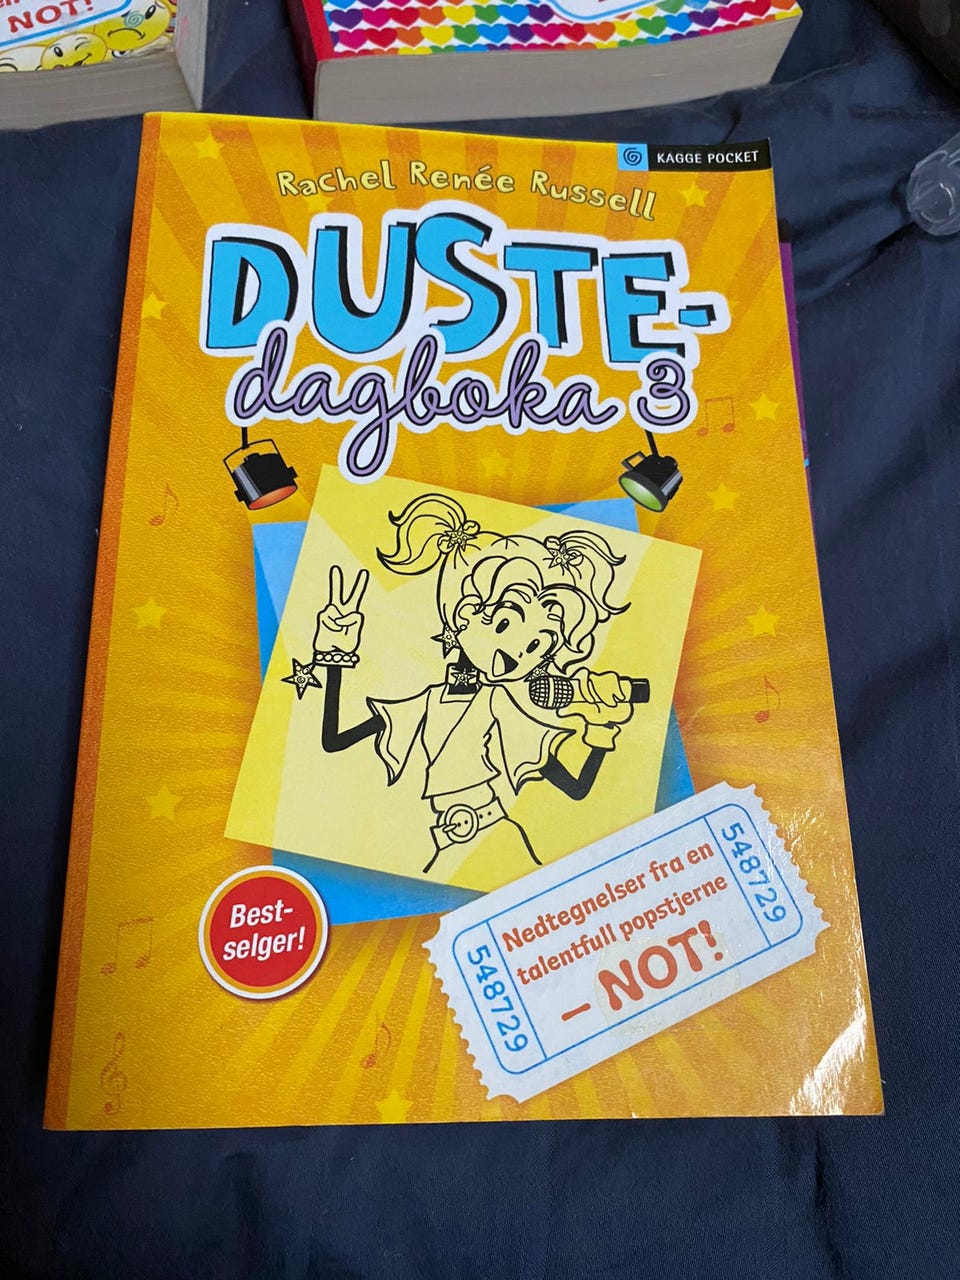 NOT!
KAGGE POCKET
Rachel Renée Russell
DUSTE-
dagboka 3
Best-
selger!
548729
Nedtegnelser fra en
talentfull popstjerne
– NOT!
548729